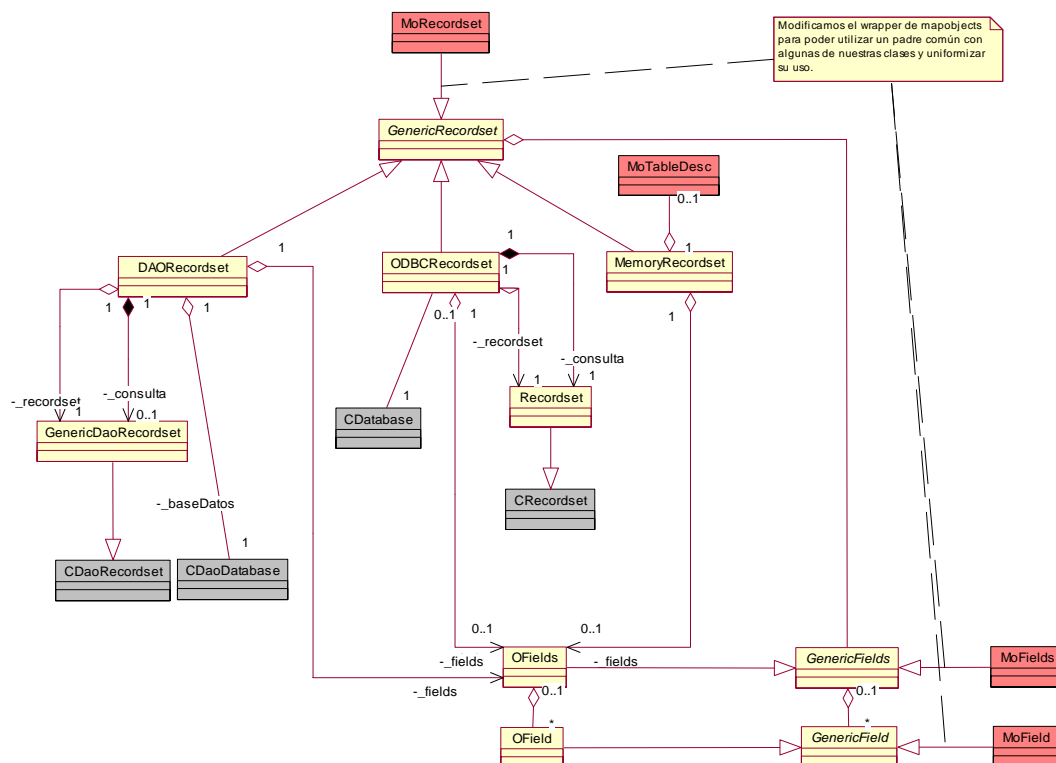 MoRecordset
Modificamos el wrapper de mapobjects
para poder utilizar un padre común con
algunas de nuestras clases y uniformizar
su uso.
GenericRecordset
MoTableDesc
0..1
1
1
1
DAORecordset
ODBCRecordset
1
MemoryRecordset
1
1
1
0..1
1
1
-_recordset
-_consulta
-_recordset
1
-_consulta
0..1
1
1
1
Recordset
CDatabase
GenericDaoRecordset
CRecordset
-_baseDatos
1
CDaoRecordset
CDaoDatabase
0..1
0..1
-_fields
OFields
-_fields
GenericFields
MoFields
-_fields
0..1
0..1
*
*
OField
GenericField
MoField